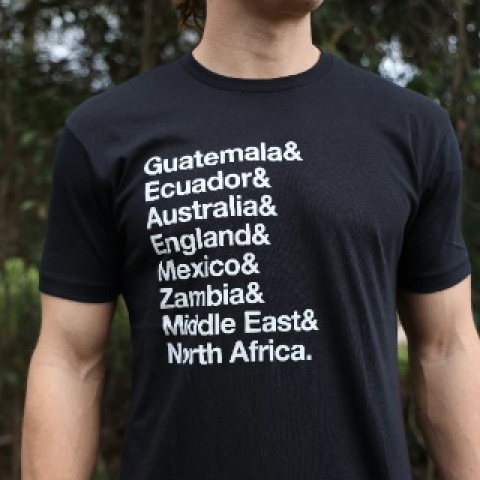 Guatemala&
Ecuador&
Australia&
England&
Mexico&
Zambia&
Middle East&
North Africa.